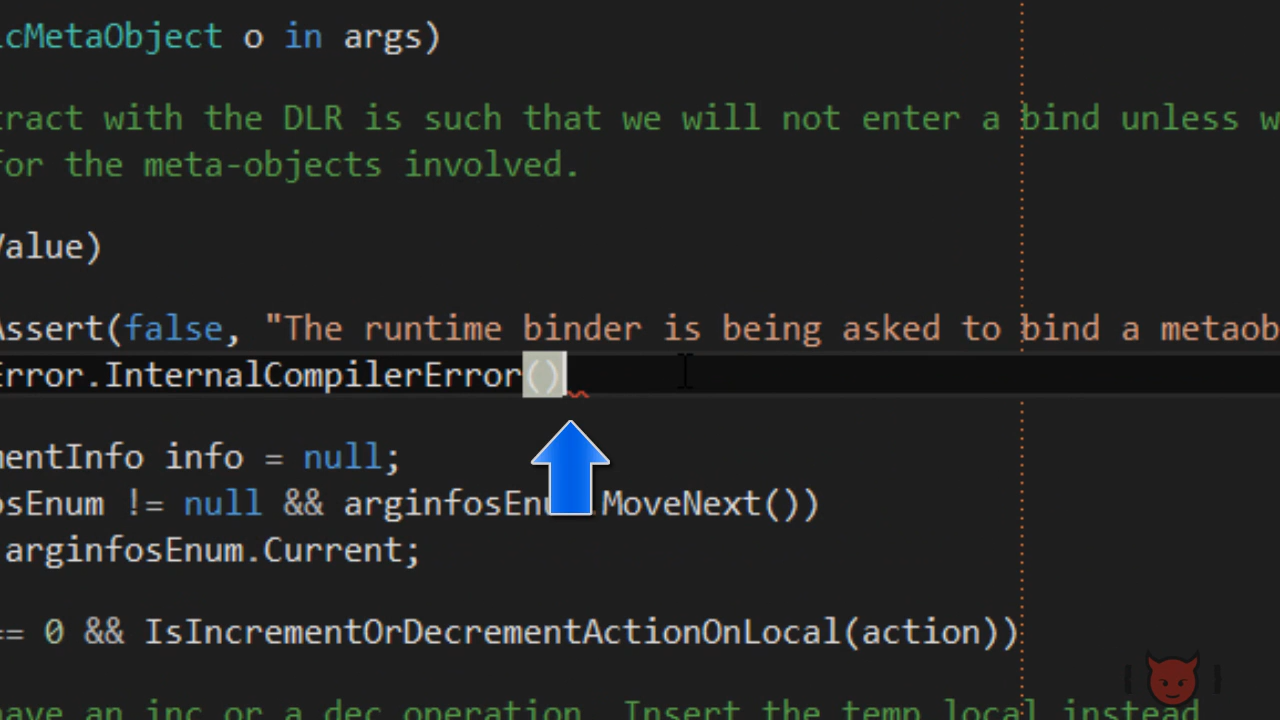 icMetaObject o in args)
tract with the DLR is such that we will not enter a bind unless w
for the meta-objects involved.
Value)
Assert(false, "The runtime binder is being asked to bind a metaob
Error.InternalCompilerError()
mentInfo info = null;
osEnum != null && arginfosEnu .MoveNext())
arginfosEnum.Current;
== 0 && IsIncrementOrDecrementActionOnLocal(action))
have an inc or a dec operation. Insert the temp local instead